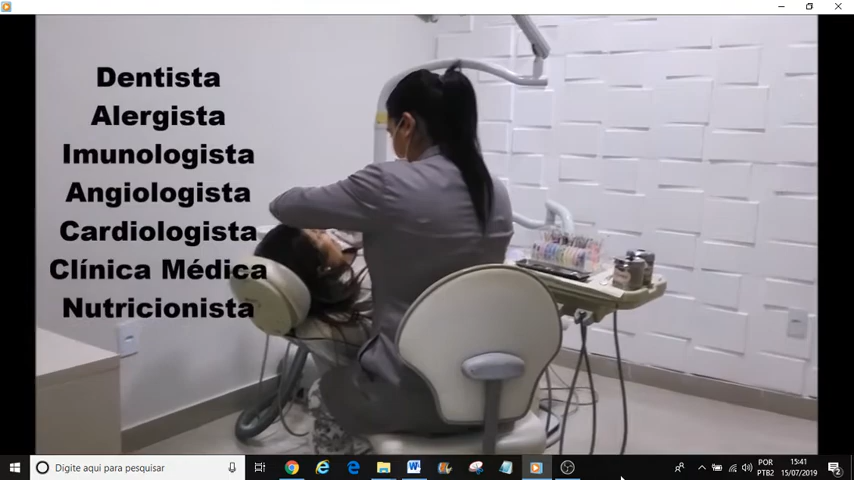 Dentista
Alergista
Imunologista
Angiologista
Cardiologista
Clínica Médica
Nutricionista
Digite aqui para pesquisar
POR
PTB2
15:41
15/07/2019
2